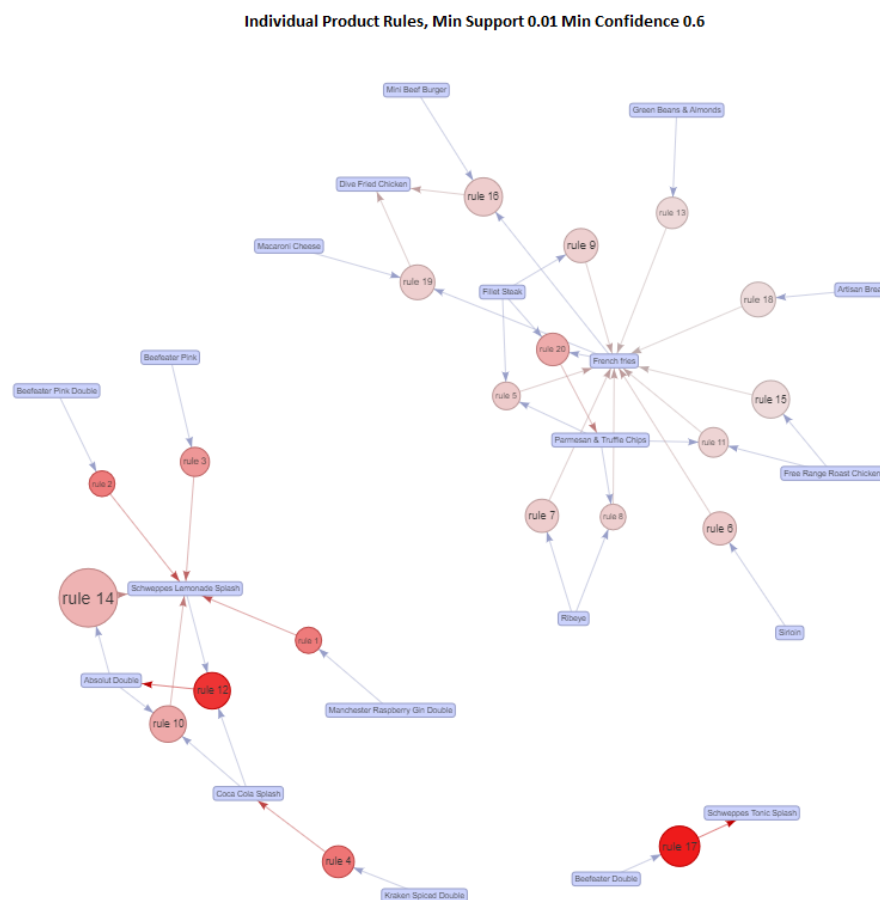 Individual Product Rules, Min Support 0.01 Min Confidence 0.6
Mini Beef Burger
Green Beans & Almonds
Dive Fried Chicken
rule 16
rule 13
Macaroni Cheese
rule 9
rule 19
Fillet Steak
rule 18
Artisan Brea
rule 20
French fries
Beefeater Pink
Beefeater Pink Double
rule 5
rule 15
Parmesan & Truffle Chips
rule 11
rule 3
rule 2
Free Range Roast Chicken
rule 7
rule 8
rule 6
Schweppes Lemonade Splash
rule 14
Ribeye
Sirloin
rule 1
Absolut Double
rule 12
Manchester Raspberry Gin Double
rule 10
Coca Cola Splash
Schweppes Tonic Splash
rule 17
rule 4
Beefeater Double
Kraken Spiced Double